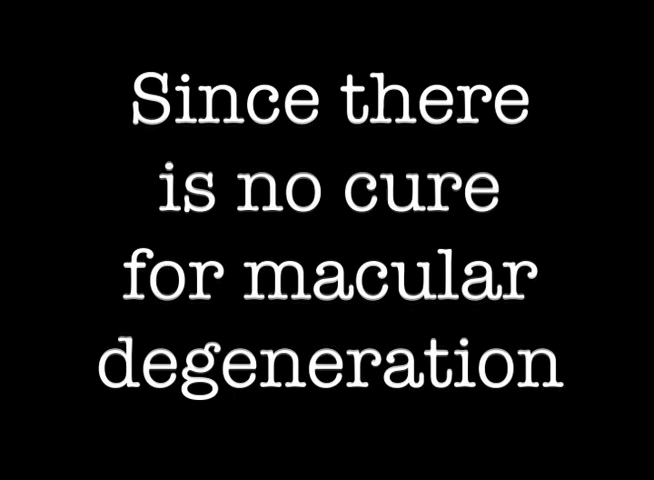 Since there
is no cure
for macular
degeneration